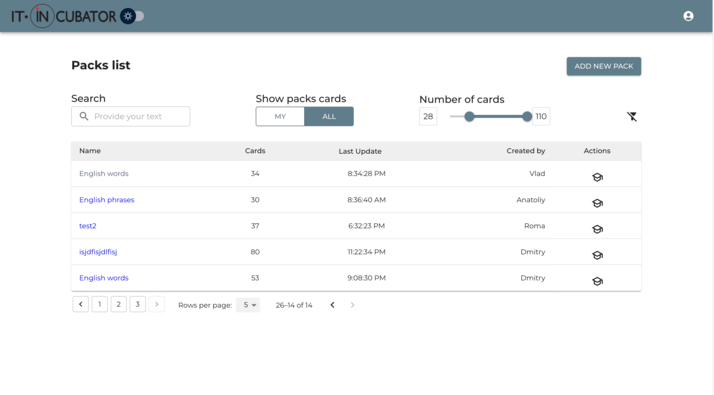 IT-INCUBATOR
Packs list
ADD NEW PACK
Search
Show packs cards
Number of cards
Provide your text
MY
ALL
28
110
Name Cards Last Update Created by Actions
English words 34 8:34:28 PM Vlad
English phrases 30 8:36:40 AM Anatoliy
test2 37 6:32:23 PM Roma
isjdfisjdlfisj 80 11:22:34 PM Dmitry
English words 53 9:08:30 PM Dmitry
1 2 3 Rows per page: 5 26–14 of 14